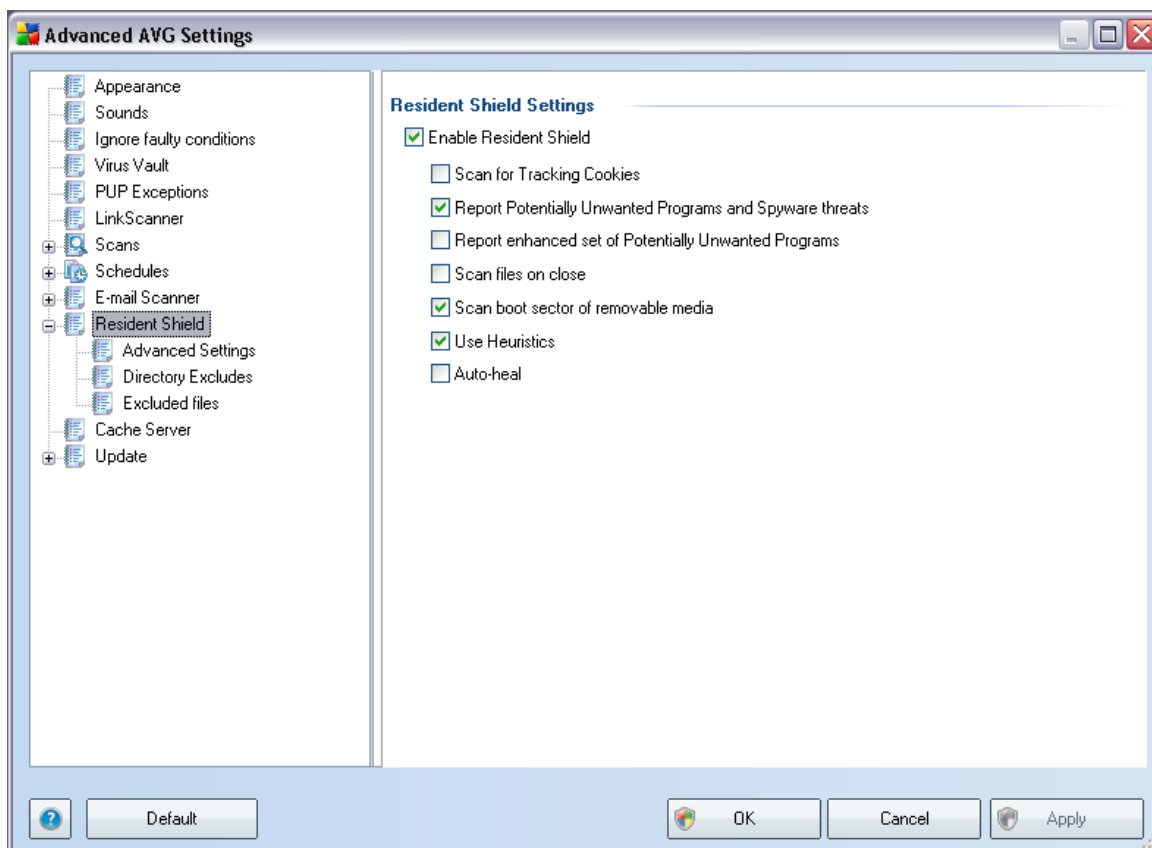 Advanced AVG Settings
Appearance
Sounds
Ignore faulty conditions
Virus Vault
PUP Exceptions
LinkScanner
Scans
Schedules
E-mail Scanner
Resident Shield
Advanced Settings
Directory Excludes
Excluded files
Cache Server
Update
Resident Shield Settings
Enable Resident Shield
Scan for Tracking Cookies
Report Potentially Unwanted Programs and Spyware threats
Report enhanced set of Potentially Unwanted Programs
Scan files on close
Scan boot sector of removable media
Use Heuristics
Auto-heal
?
Default
OK
Cancel
Apply